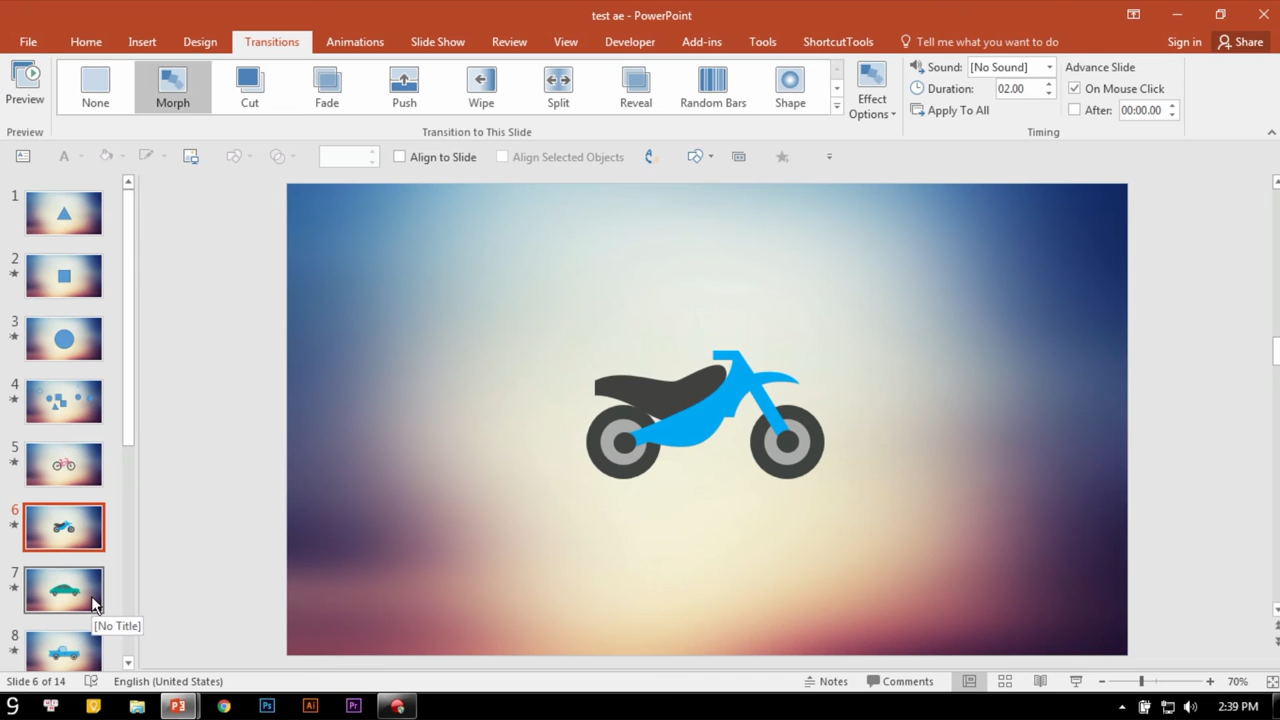 test ae - PowerPoint
File Home Insert Design Transitions Animations Slide Show Review View Developer Add-ins Tools ShortcutTools Tell me what you want to do Sign in Share
Preview
None Morph Cut Fade Push Wipe Split Reveal Random Bars Shape
Effect Options
Sound: [No Sound]
Duration: 02.00
Apply To All
Advance Slide
On Mouse Click
After: 00:00.00
Preview Transition to This Slide Timing
A Align to Slide Align Selected Objects
1
2
3
4
5
6
7
[No Title]
8
Slide 6 of 14 English (United States) Notes Comments 70%
Ps Ai Pr 2:39 PM